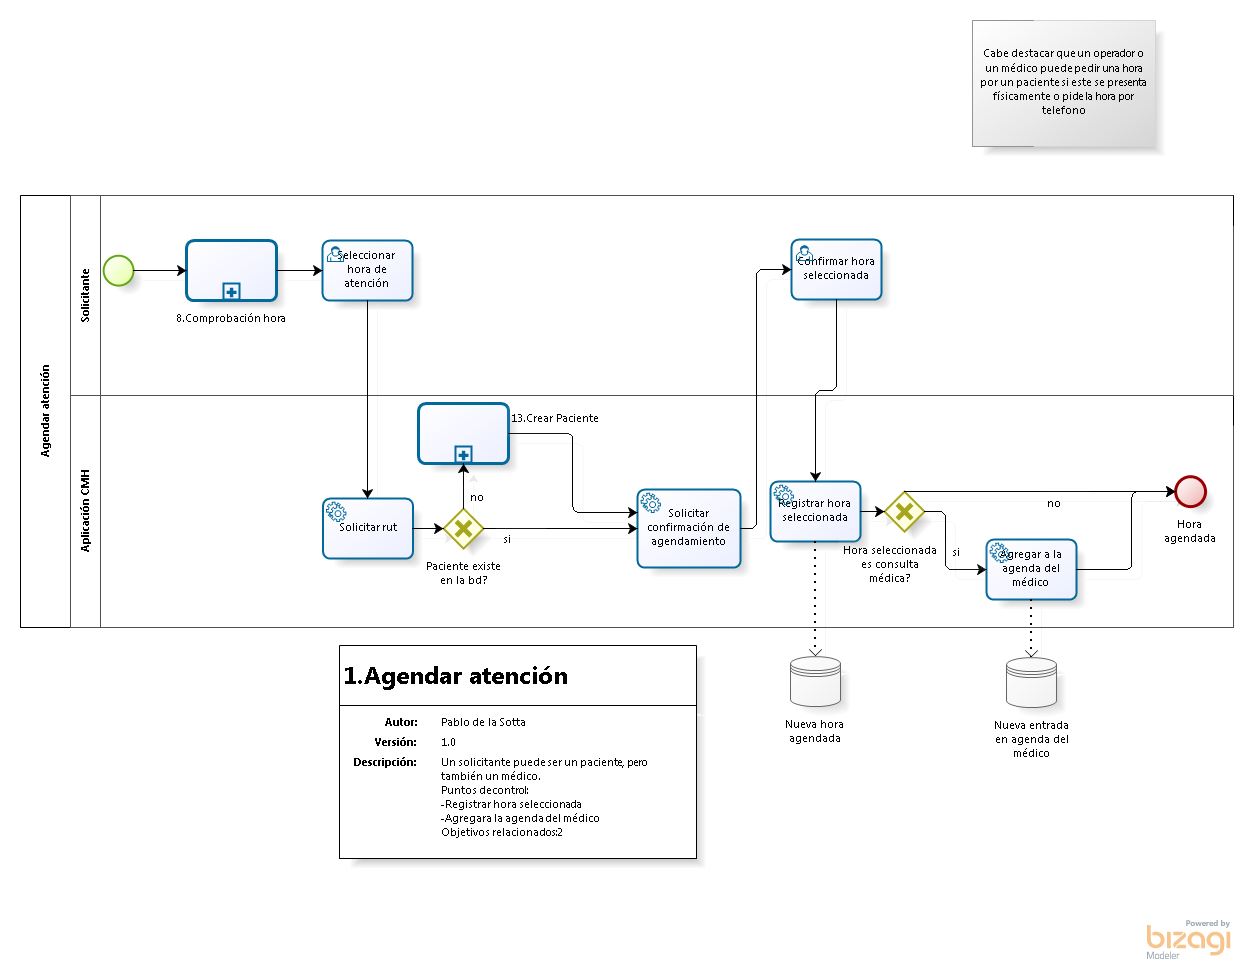 Cabe destacar que un operador o
un médico puede pedir una hora
por un paciente si este se presenta
físicamente o pide la hora por
telefono
Agendar atención
Solicitante
8.Comprobación hora
Seleccionar
hora de
atención
Confirmar hora
seleccionada
Aplicación CMH
13.Crear Paciente
no
Solicitar rut
si
Paciente existe
en la bd?
Solicitar
confirmación de
agendamiento
Registrar hora
seleccionada
Hora seleccionada
es consulta
médica?
no
si
Agregar a la
agenda del
médico
Hora
agendada
Nueva hora
agendada
Nueva entrada
en agenda del
médico
1.Agendar atención
Autor: Pablo de la Sotta
Versión: 1.0
Descripción: Un solicitante puede ser un paciente, pero
también un médico.
Puntos decontrol:
-Registrar hora seleccionada
-Agregara la agenda del médico
Objetivos relacionados:2
Powered by
bizagi
Modeler